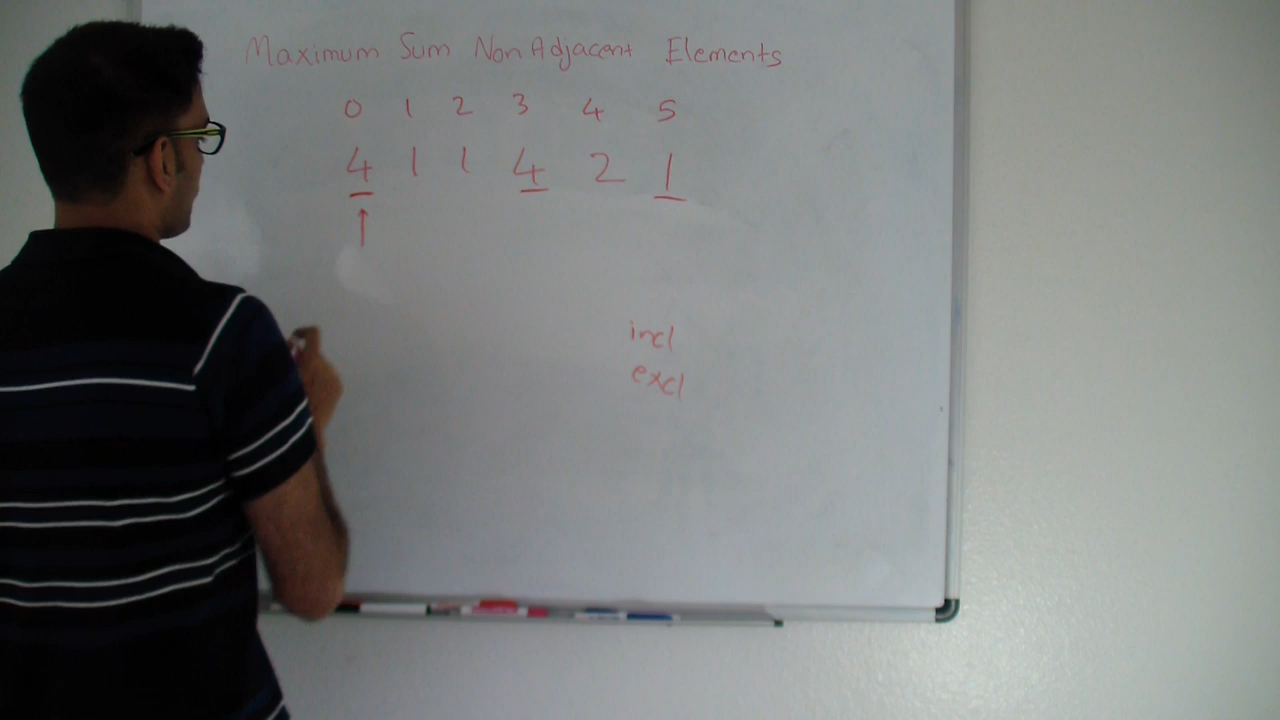 Maximum Sum Non Adjacent Elements
0 1 2 3 4 5
4 1 1 4 2 1
incl
excl